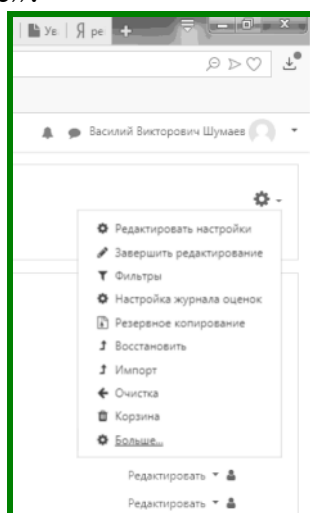 Ув
Я ре
Василий Викторович Шумаев
Редактировать настройки
Завершить редактирование
Фильтры
Настройка журнала оценок
Резервное копирование
Восстановить
Импорт
Очистка
Корзина
Больше...
Редактировать
Редактировать